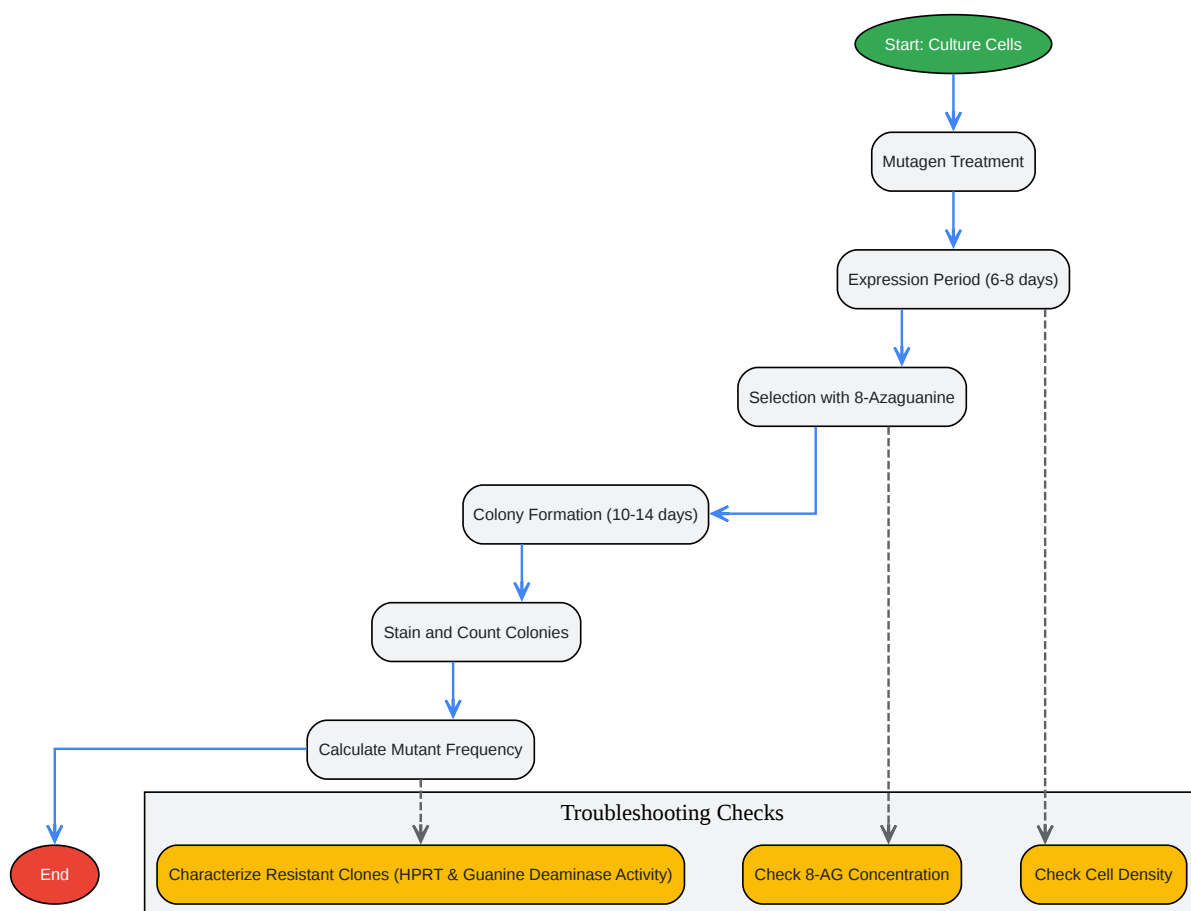 Start: Culture Cells
Mutagen Treatment
Expression Period (6-8 days)
Selection with 8-Azaguanine
Colony Formation (10-14 days)
Stain and Count Colonies
Calculate Mutant Frequency
Troubleshooting Checks
End
Characterize Resistant Clones (HPRT & Guanine Deaminase Activity)
Check 8-AG Concentration
Check Cell Density